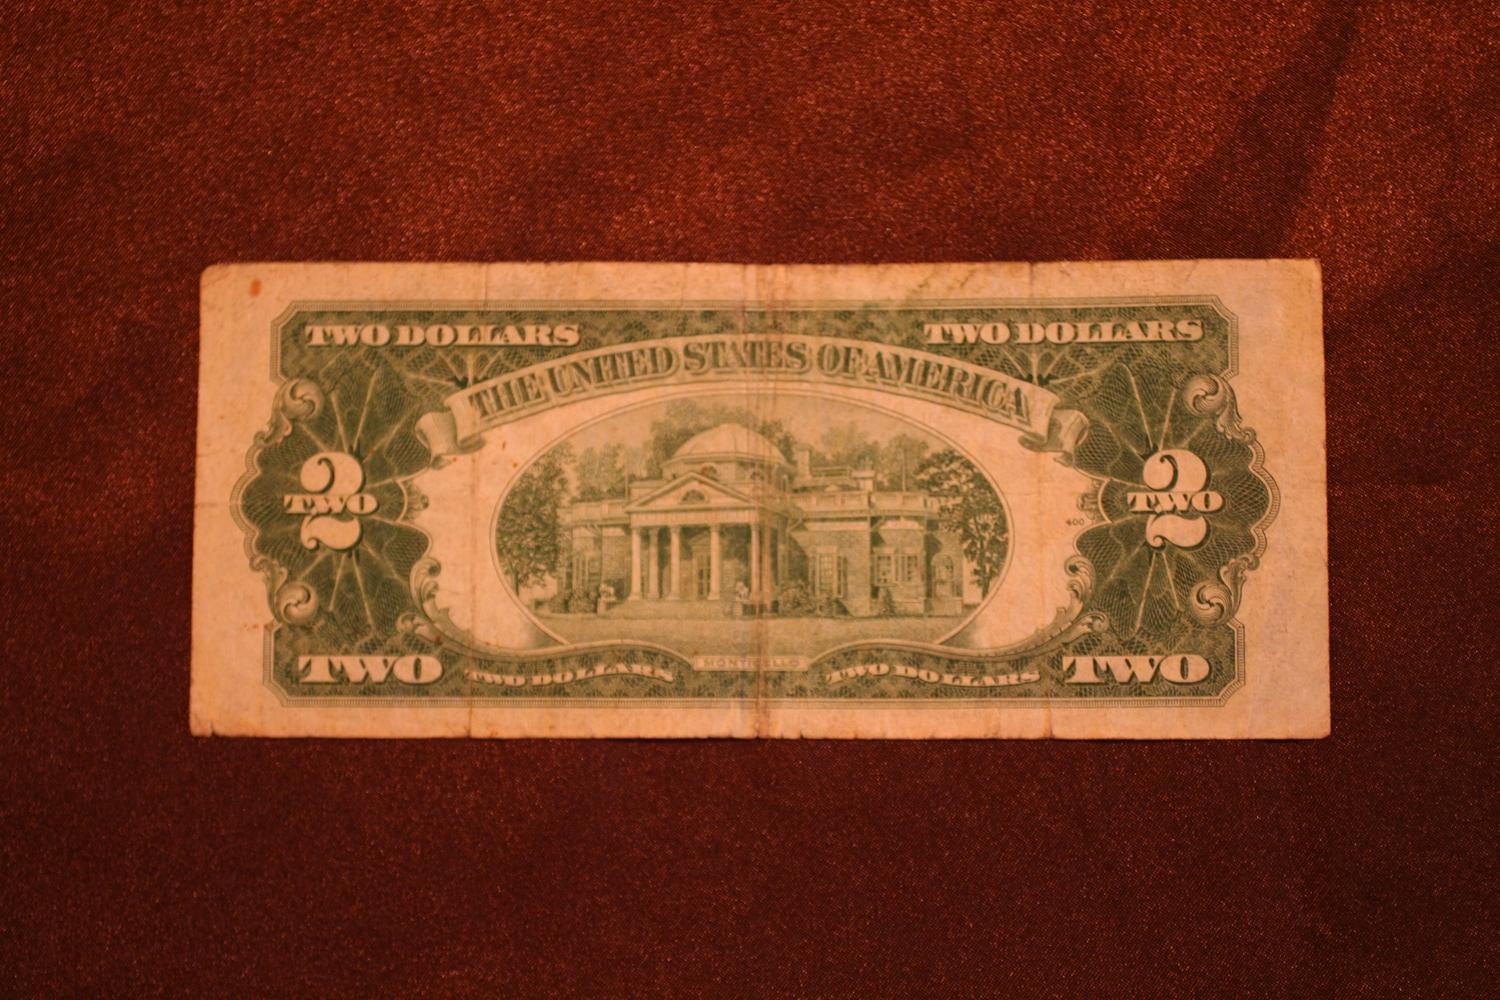 TWO DOLLARS TWO DOLLARS
THE UNITED STATES OF AMERICA
2 2
TWO TWO
400
MONTICELLO
TWO TWO DOLLARS TWO DOLLARS TWO